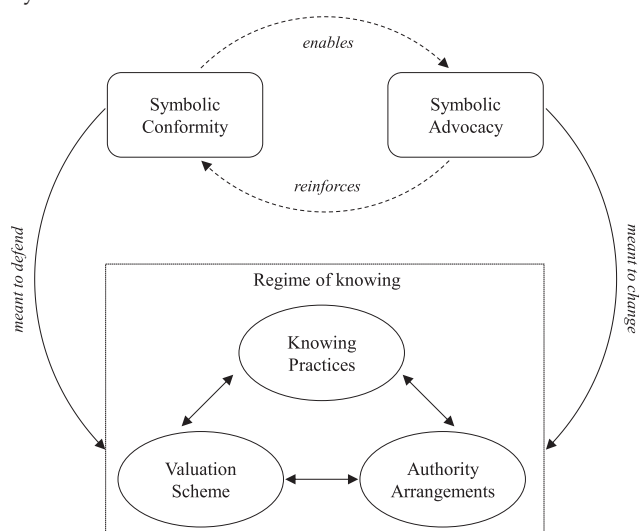 enables
Symbolic
Conformity
Symbolic
Advocacy
reinforces
meant to defend
meant to change
Regime of knowing
Knowing
Practices
Valuation
Scheme
Authority
Arrangements